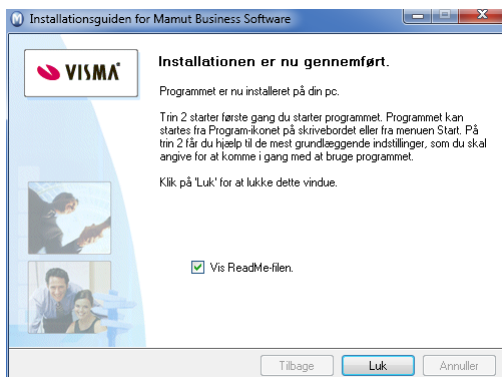 Installationsguiden for Mamut Business Software
VISMA
Installationen er nu gennemført.
Programmet er nu installeret på din pc.
Trin 2 starter første gang du starter programmet. Programmet kan
startes fra Program-ikonet på skrivebordet eller fra menuen Start. På
trin 2 får du hjælp til de mest grundlæggende indstillinger, som du skal
angive for at komme i gang med at bruge programmet.
Klik på 'Luk' for at lukke dette vindue.
Vis ReadMe-filen.
Tilbage
Luk
Annuller